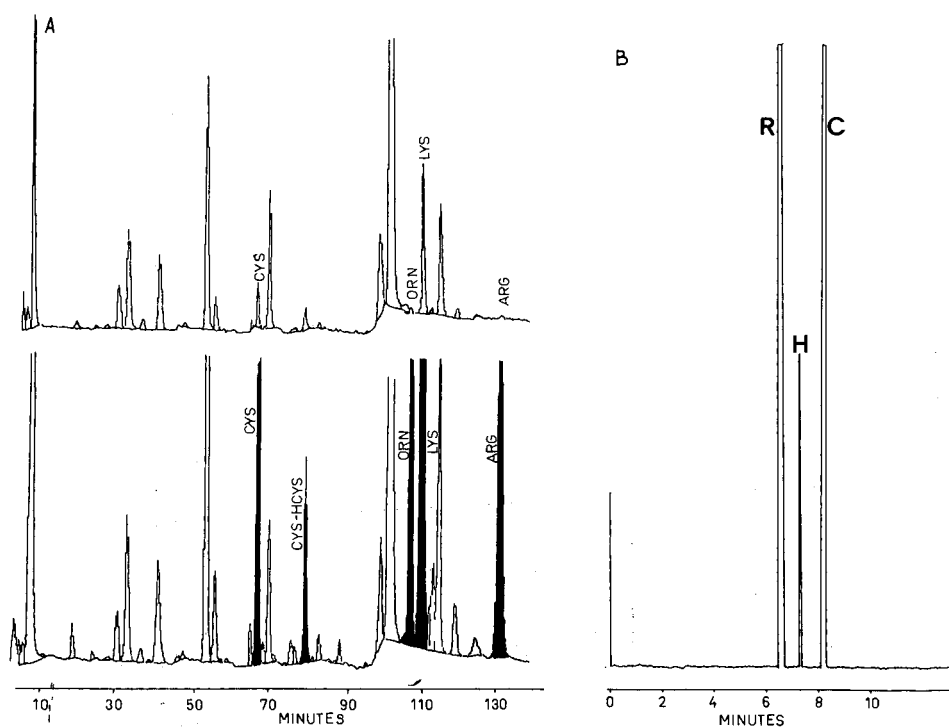 A
CYS
ORN
LYS
ARG
CYS
CYS-HCYS
ORN
LYS
ARG
10 30 50 70 90 110 130
MINUTES
B
R
C
H
0 2 4 6 8 10
MINUTES